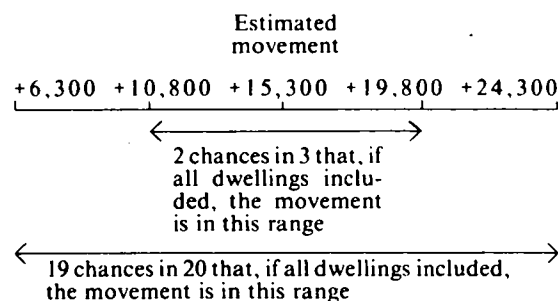 Estimated
movement
+6,300 +10,800 +15,300 +19,800 +24,300
2 chances in 3 that, if
all dwellings inclu-
ded, the movement
is in this range
19 chances in 20 that, if all dwellings included,
the movement is in this range